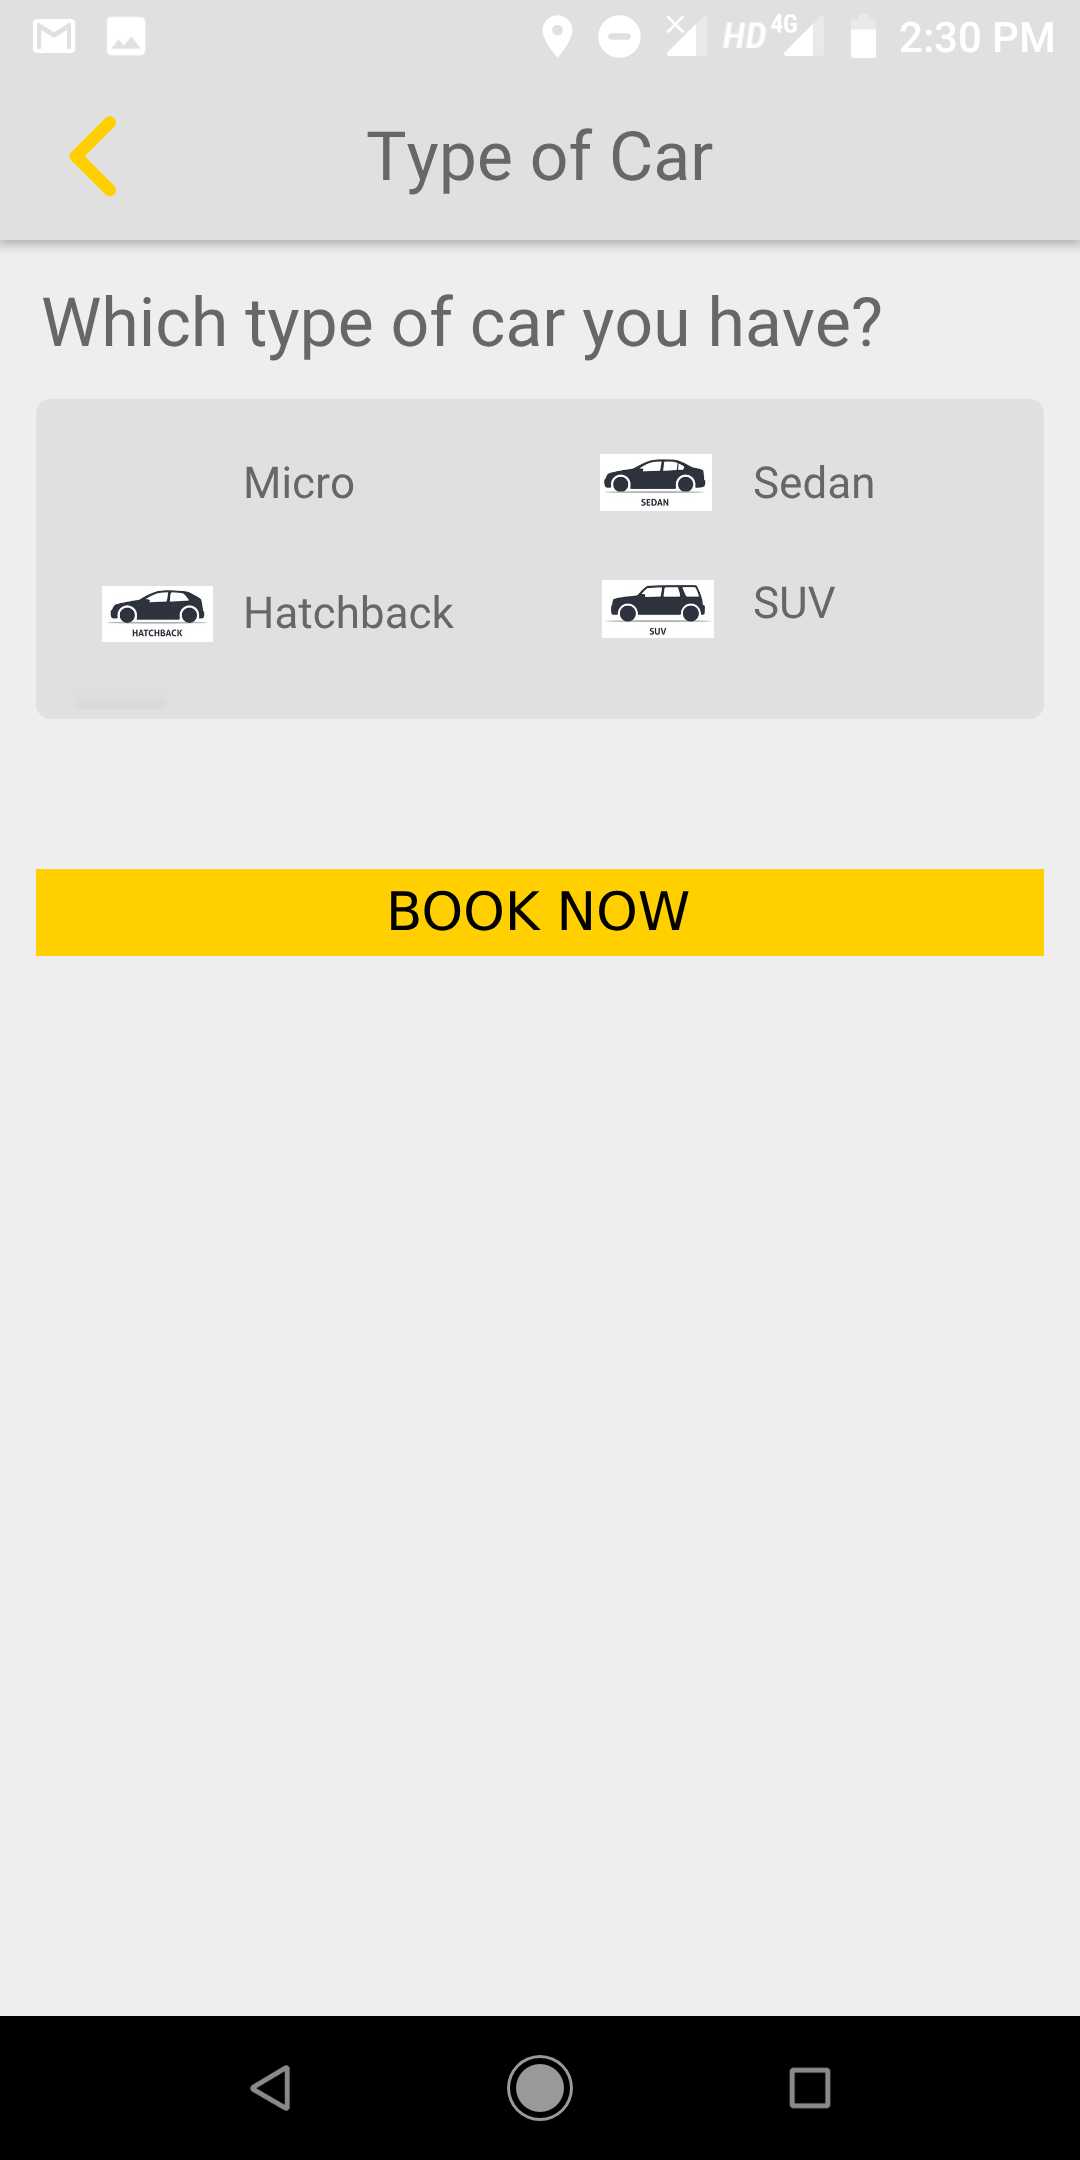 HD 4G 2:30 PM
Type of Car
Which type of car you have?
Micro
SEDAN
Sedan
HATCHBACK
Hatchback
SUV
SUV
BOOK NOW